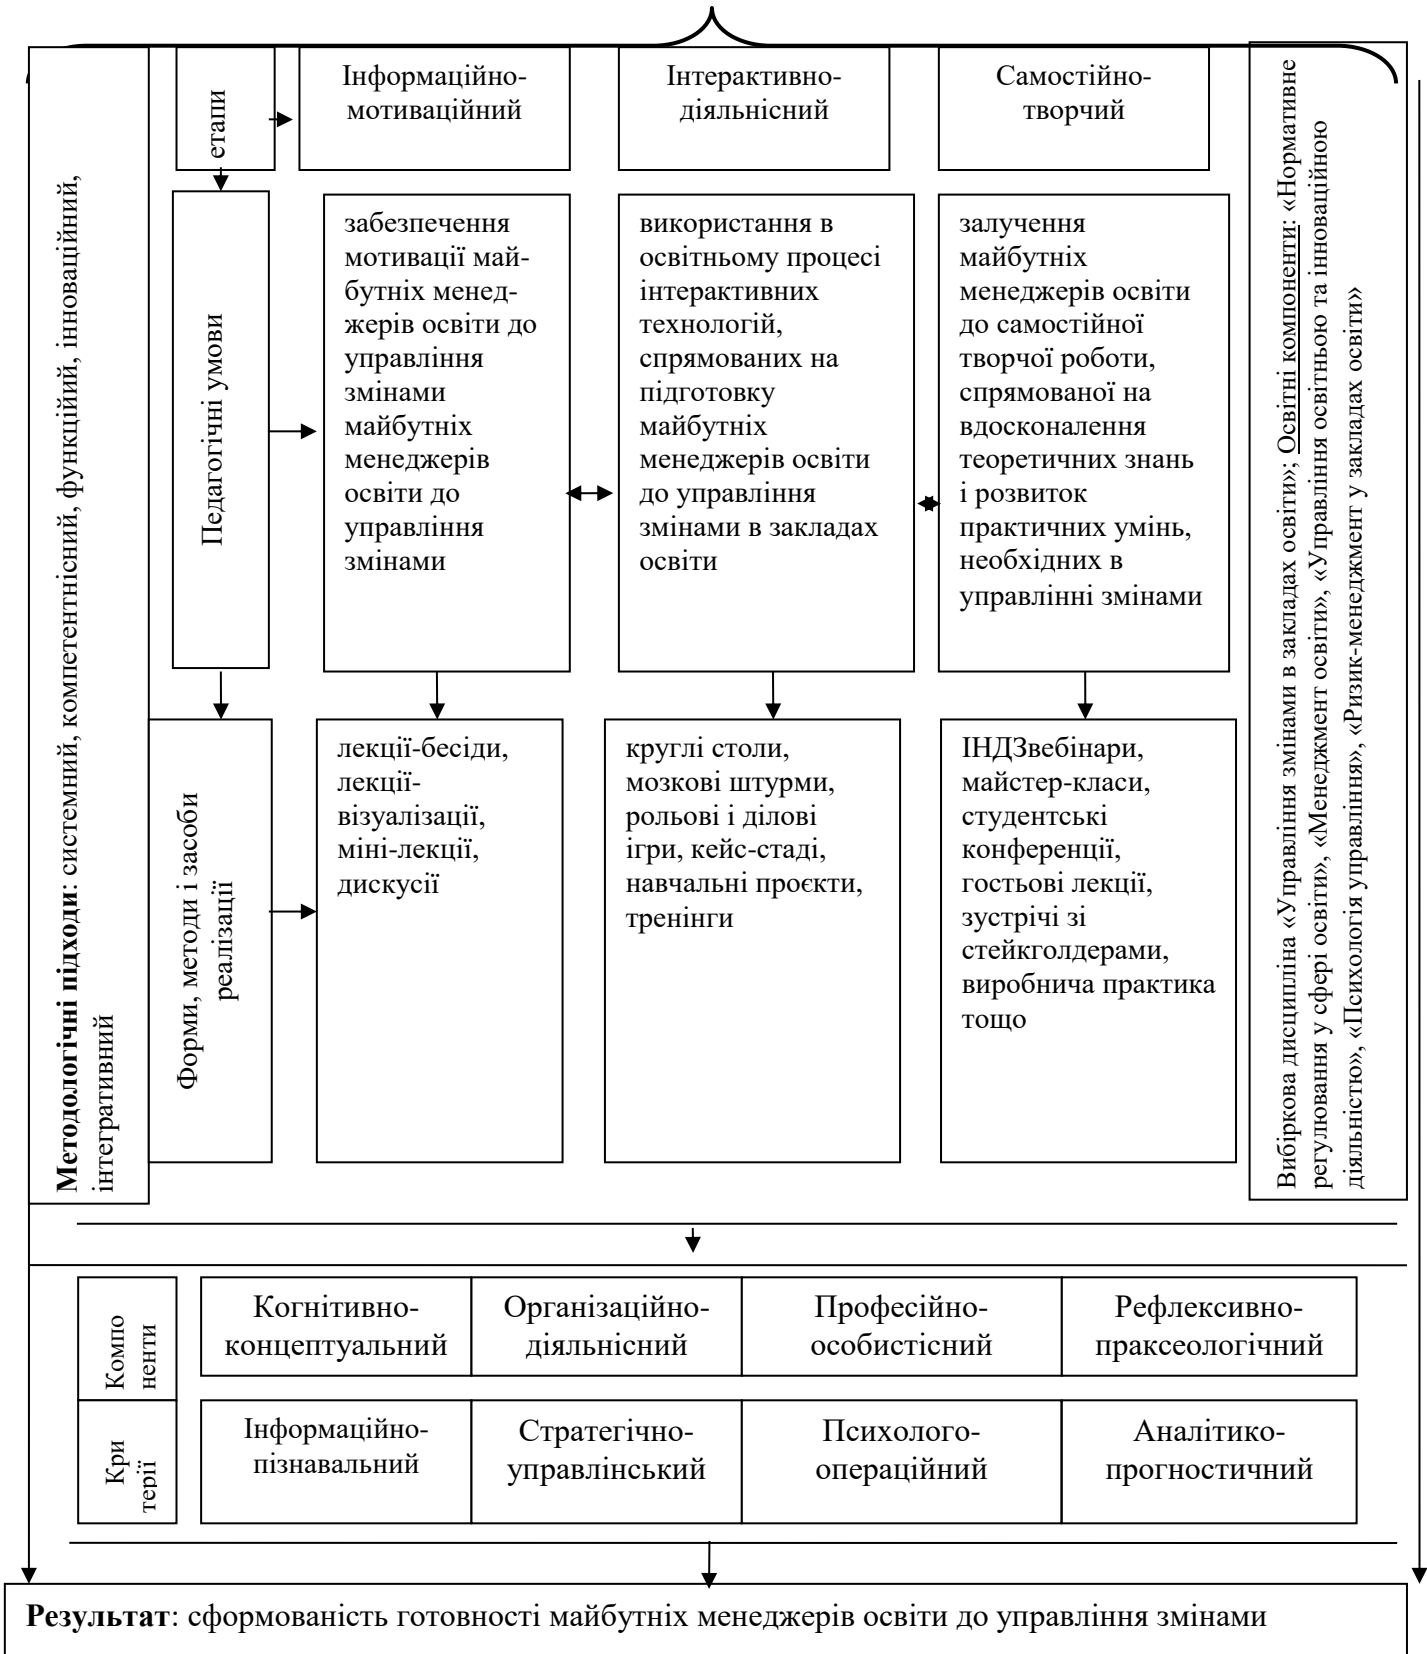 Методологічні підходи: системний, компетентнісний, функційий, інноваційний,
інтегративний
етапи
Інформаційно-
мотиваційний
Інтерактивно-
діяльнісний
Самостійно-
творчий
Педагогічні умови
забезпечення
мотивації май-
бутніх менед-
жерів освіти до
управління
змінами
майбутніх
менеджерів
освіти до
управління
змінами
використання в
освітньому процесі
інтерактивних
технологій,
спрямованих на
підготовку
майбутніх
менеджерів освіти
до управління
змінами в закладах
освіти
залучення
майбутніх
менеджерів освіти
до самостійної
творчої роботи,
спрямованої на
вдосконалення
теоретичних знань
і розвиток
практичних умінь,
необхідних в
управлінні змінами
Форми, методи і засоби
реалізації
лекції-бесіди,
лекції-
візуалізації,
міні-лекції,
дискусії
круглі столи,
мозкові штурми,
рольові і ділові
ігри, кейс-стаді,
навчальні проєкти,
тренінги
ІНДЗвебінари,
майстер-класи,
студентські
конференції,
гостьові лекції,
зустрічі зі
стейкголдерами,
виробнича практика
тощо
Вибіркова дисципліна «Управління змінами в закладах освіти»; Освітні компоненти: «Нормативне
регулювання у сфері освіти», «Менеджмент освіти», «Управління освітньою та інноваційною
діяльністю», «Психологія управління», «Ризик-менеджмент у закладах освіти»
Компо
ненти
Когнітивно-
концептуальний
Організаційно-
діяльнісний
Професійно-
особистісний
Рефлексивно-
праксеологічний
Кри
терії
Інформаційно-
пізнавальний
Стратегічно-
управлінський
Психолого-
операційний
Аналітико-
прогностичний
Результат: сформованість готовності майбутніх менеджерів освіти до управління змінами